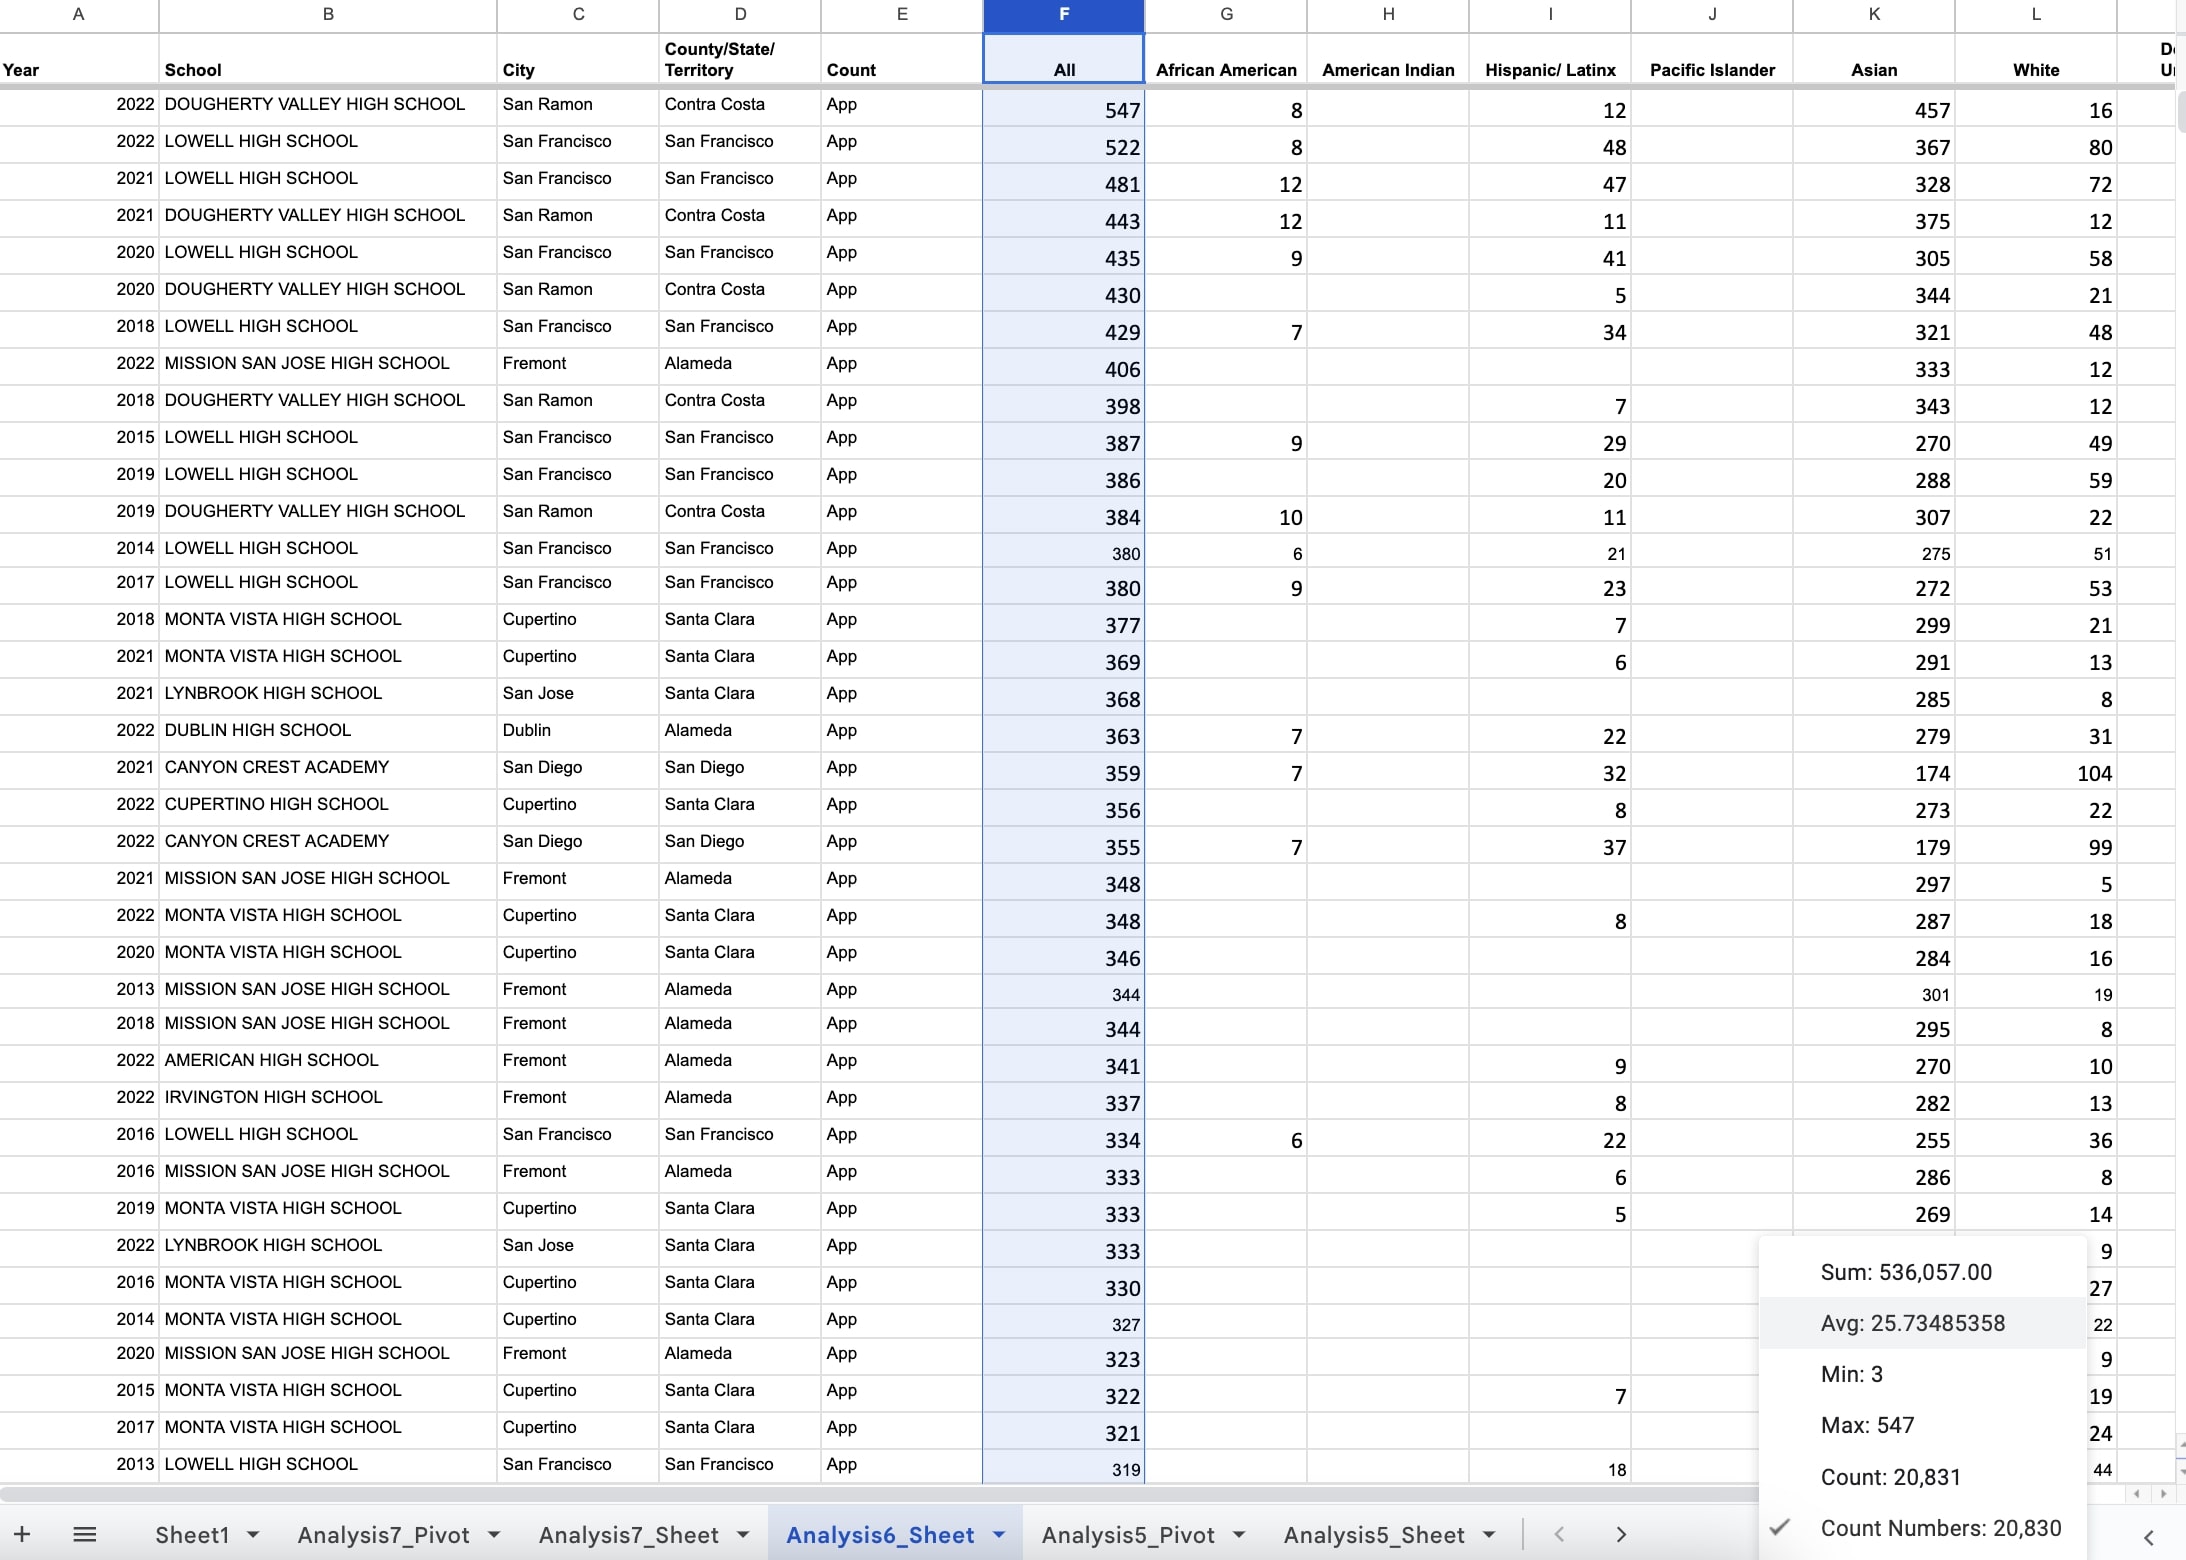 A B C D E F G H I J K L
Year School City County/State/ Territory Count All African American American Indian Hispanic/ Latinx Pacific Islander Asian White
2022 DOUGHERTY VALLEY HIGH SCHOOL San Ramon Contra Costa App 547 8 12 457 16
2022 LOWELL HIGH SCHOOL San Francisco San Francisco App 522 8 48 367 80
2021 LOWELL HIGH SCHOOL San Francisco San Francisco App 481 12 47 328 72
2021 DOUGHERTY VALLEY HIGH SCHOOL San Ramon Contra Costa App 443 12 11 375 12
2020 LOWELL HIGH SCHOOL San Francisco San Francisco App 435 9 41 305 58
2020 DOUGHERTY VALLEY HIGH SCHOOL San Ramon Contra Costa App 430 5 344 21
2018 LOWELL HIGH SCHOOL San Francisco San Francisco App 429 7 34 321 48
2022 MISSION SAN JOSE HIGH SCHOOL Fremont Alameda App 406 333 12
2018 DOUGHERTY VALLEY HIGH SCHOOL San Ramon Contra Costa App 398 7 343 12
2015 LOWELL HIGH SCHOOL San Francisco San Francisco App 387 9 29 270 49
2019 LOWELL HIGH SCHOOL San Francisco San Francisco App 386 20 288 59
2019 DOUGHERTY VALLEY HIGH SCHOOL San Ramon Contra Costa App 384 10 11 307 22
2014 LOWELL HIGH SCHOOL San Francisco San Francisco App 380 6 21 275 51
2017 LOWELL HIGH SCHOOL San Francisco San Francisco App 380 9 23 272 53
2018 MONTA VISTA HIGH SCHOOL Cupertino Santa Clara App 377 7 299 21
2021 MONTA VISTA HIGH SCHOOL Cupertino Santa Clara App 369 6 291 13
2021 LYNBROOK HIGH SCHOOL San Jose Santa Clara App 368 285 8
2022 DUBLIN HIGH SCHOOL Dublin Alameda App 363 7 22 279 31
2021 CANYON CREST ACADEMY San Diego San Diego App 359 7 32 174 104
2022 CUPERTINO HIGH SCHOOL Cupertino Santa Clara App 356 8 273 22
2022 CANYON CREST ACADEMY San Diego San Diego App 355 7 37 179 99
2021 MISSION SAN JOSE HIGH SCHOOL Fremont Alameda App 348 297 5
2022 MONTA VISTA HIGH SCHOOL Cupertino Santa Clara App 348 8 287 18
2020 MONTA VISTA HIGH SCHOOL Cupertino Santa Clara App 346 284 16
2013 MISSION SAN JOSE HIGH SCHOOL Fremont Alameda App 344 301 19
2018 MISSION SAN JOSE HIGH SCHOOL Fremont Alameda App 344 295 8
2022 AMERICAN HIGH SCHOOL Fremont Alameda App 341 9 270 10
2022 IRVINGTON HIGH SCHOOL Fremont Alameda App 337 8 282 13
2016 LOWELL HIGH SCHOOL San Francisco San Francisco App 334 6 22 255 36
2016 MISSION SAN JOSE HIGH SCHOOL Fremont Alameda App 333 6 286 8
2019 MONTA VISTA HIGH SCHOOL Cupertino Santa Clara App 333 5 269 14
2022 LYNBROOK HIGH SCHOOL San Jose Santa Clara App 333 9
2016 MONTA VISTA HIGH SCHOOL Cupertino Santa Clara App 330 27
2014 MONTA VISTA HIGH SCHOOL Cupertino Santa Clara App 327 22
2020 MISSION SAN JOSE HIGH SCHOOL Fremont Alameda App 323 9
2015 MONTA VISTA HIGH SCHOOL Cupertino Santa Clara App 322 7 19
2017 MONTA VISTA HIGH SCHOOL Cupertino Santa Clara App 321 24
2013 LOWELL HIGH SCHOOL San Francisco San Francisco App 319 18 44
Sum: 536,057.00
Avg: 25.73485358
Min: 3
Max: 547
Count: 20,831
Count Numbers: 20,830
Sheet1 Analysis7_Pivot Analysis7_Sheet Analysis6_Sheet Analysis5_Pivot Analysis5_Sheet